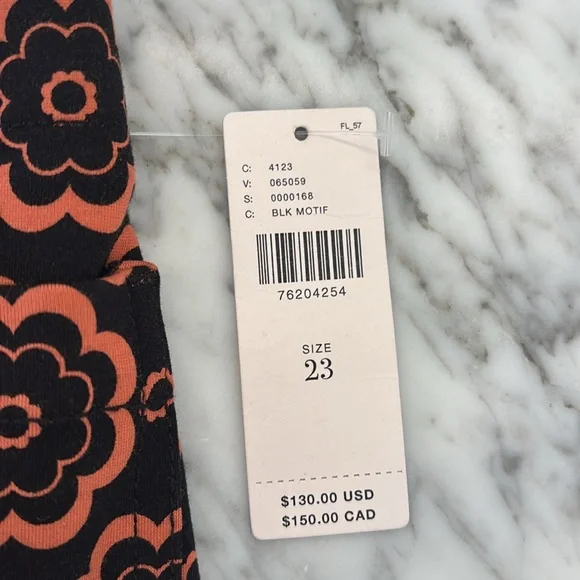 FL_57
C: 4123
V: 065059
S: 0000168
C: BLK MOTIF
76204254
SIZE
23
$130.00 USD
$150.00 CAD